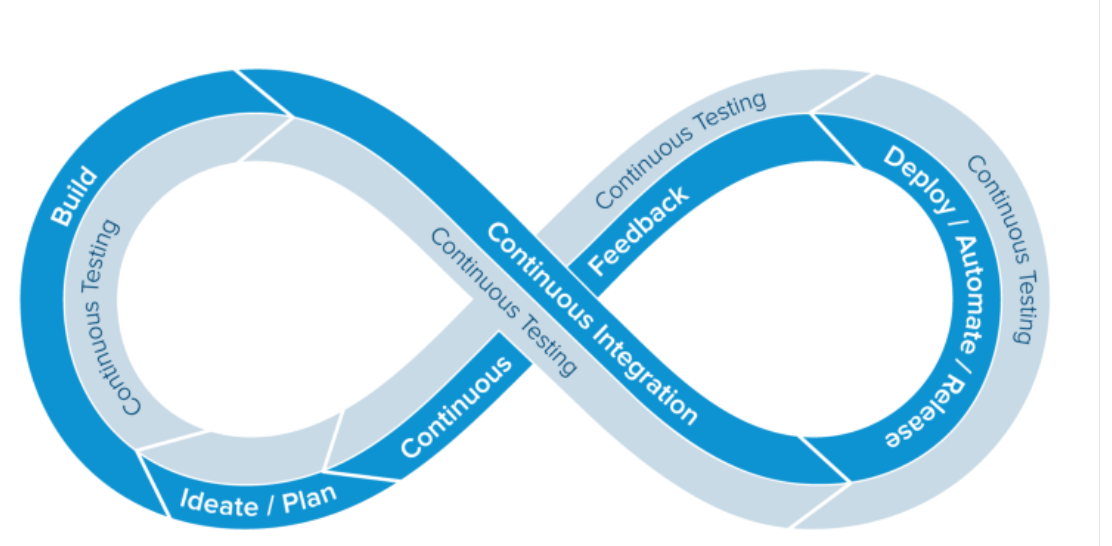 Build
Continuous Testing
Ideate / Plan
Continuous
Feedback
Continuous Integration
Continuous Testing
Continuous Testing
Deploy / Automate / Release
Continuous Testing